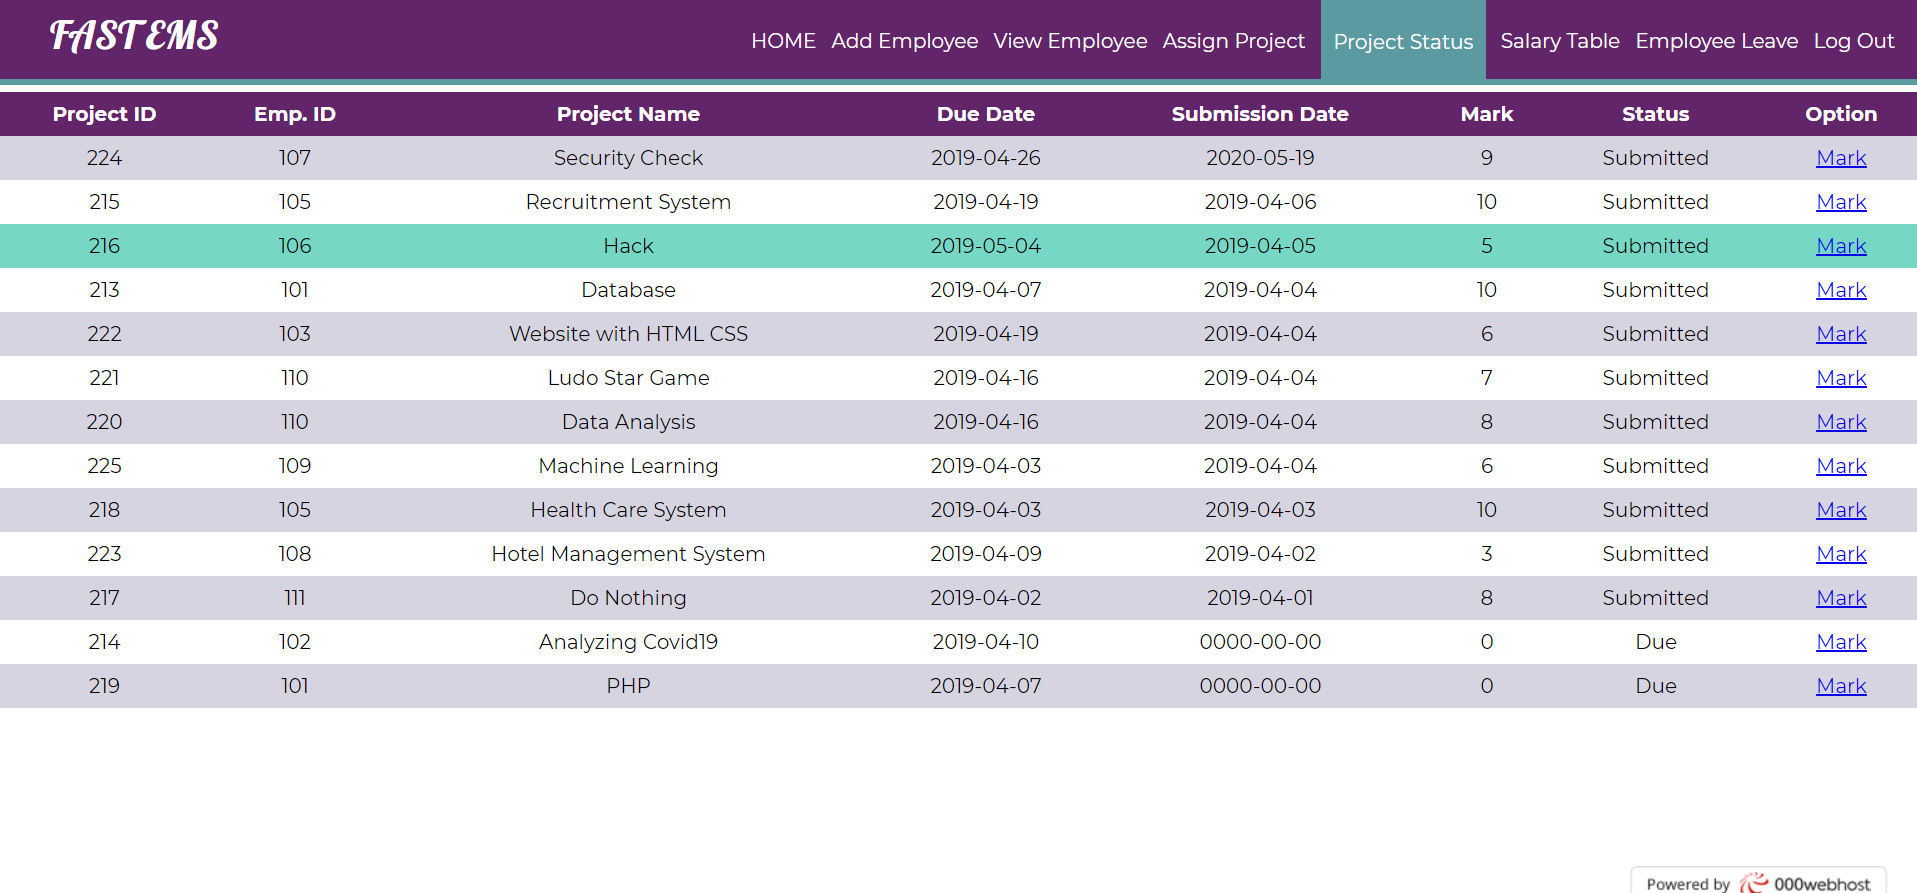 FAST EMS
HOME Add Employee View Employee Assign Project Project Status Salary Table Employee Leave Log Out
Project ID Emp. ID Project Name Due Date Submission Date Mark Status Option
224 107 Security Check 2019-04-26 2020-05-19 9 Submitted Mark
215 105 Recruitment System 2019-04-19 2019-04-06 10 Submitted Mark
216 106 Hack 2019-05-04 2019-04-05 5 Submitted Mark
213 101 Database 2019-04-07 2019-04-04 10 Submitted Mark
222 103 Website with HTML CSS 2019-04-19 2019-04-04 6 Submitted Mark
221 110 Ludo Star Game 2019-04-16 2019-04-04 7 Submitted Mark
220 110 Data Analysis 2019-04-16 2019-04-04 8 Submitted Mark
225 109 Machine Learning 2019-04-03 2019-04-04 6 Submitted Mark
218 105 Health Care System 2019-04-03 2019-04-03 10 Submitted Mark
223 108 Hotel Management System 2019-04-09 2019-04-02 3 Submitted Mark
217 111 Do Nothing 2019-04-02 2019-04-01 8 Submitted Mark
214 102 Analyzing Covid19 2019-04-10 0000-00-00 0 Due Mark
219 101 PHP 2019-04-07 0000-00-00 0 Due Mark
Powered by 000webhost